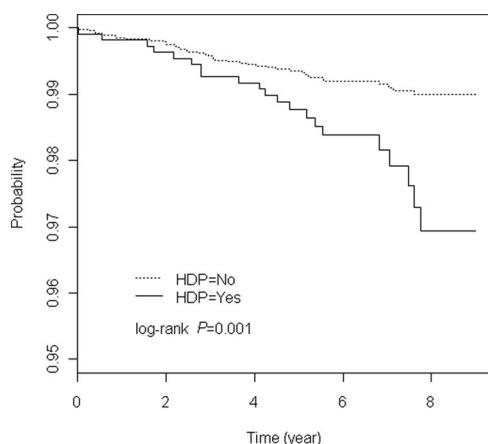 1.00
0.99
0.98
0.97
0.96
0.95
Probability
HDP=No
HDP=Yes
log-rank P=0.001
0 2 4 6 8
Time (year)